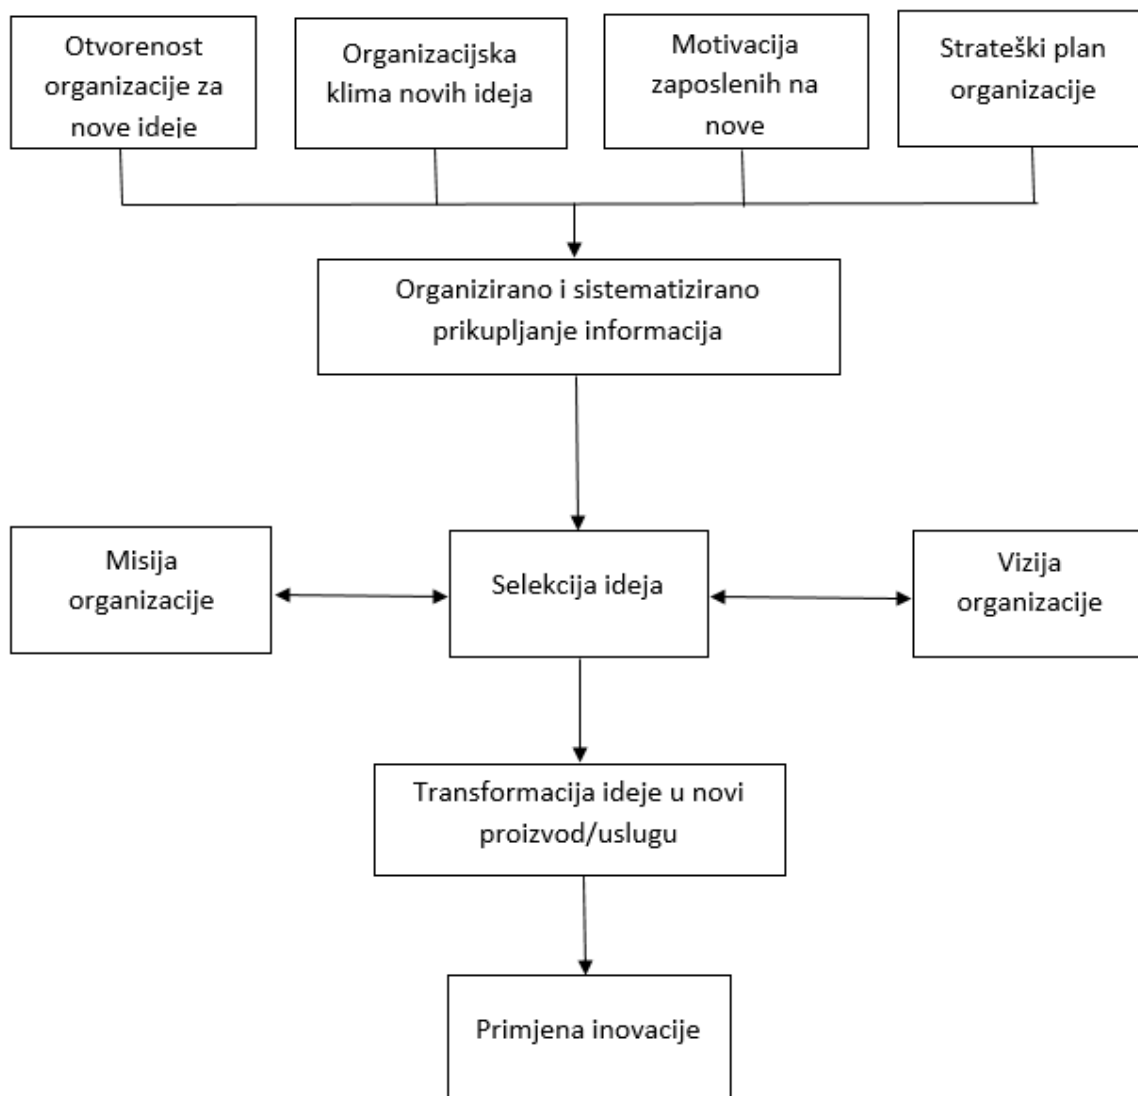 Otvorenost
organizacije za
nove ideje
Organizacijska
klima novih ideja
Motivacija
zaposlenih na
nove
Strateški plan
organizacije
Organizirano i sistematizirano
prikupljanje informacija
Misija
organizacije
Selekcija ideja
Vizija
organizacije
Transformacija ideje u novi
proizvod/uslugu
Primjena inovacije